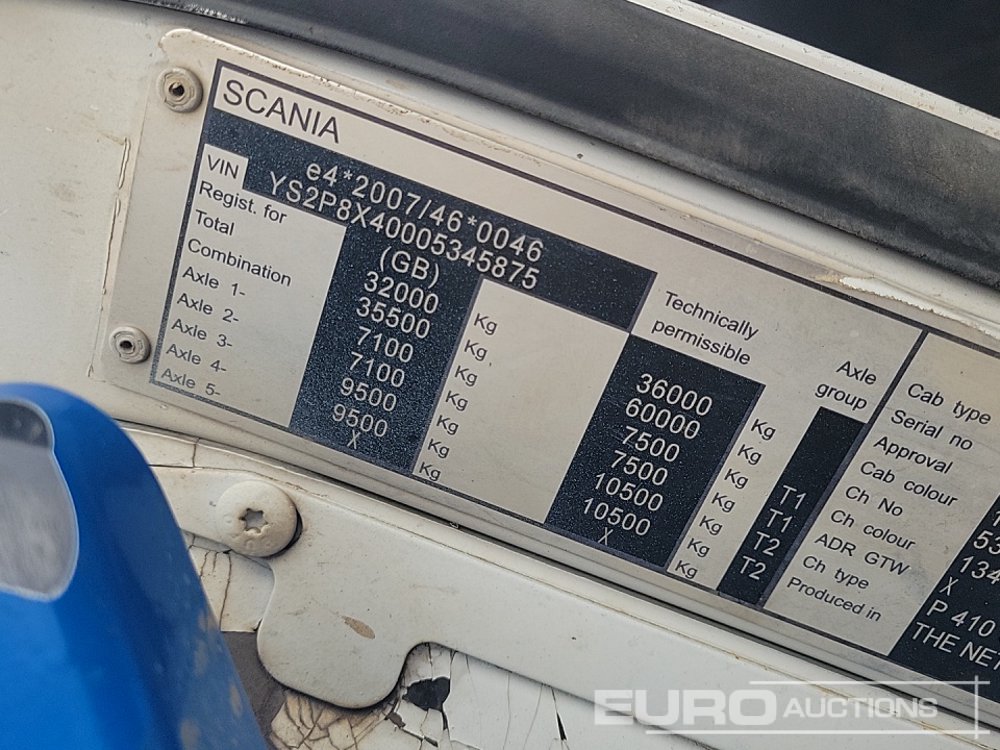 SCANIA
e4*2007/46*0046
VIN YS2P8X40005345875
Regist. for (GB)
Total 32000 Kg 36000 Kg
Combination 35500 Kg 60000 Kg
Axle 1- 7100 Kg 7500 Kg T1
Axle 2- 7100 Kg 7500 Kg T1
Axle 3- 9500 Kg 10500 Kg T2
Axle 4- 9500 Kg 10500 Kg T2
Axle 5- X Kg X Kg
Technically
permissible
Axle
group
Cab type
Serial no
Approval
Cab colour
Ch No 53
Ch colour 134
ADR GTW X
Ch type P 410
Produced in THE NET
EURO AUCTIONS